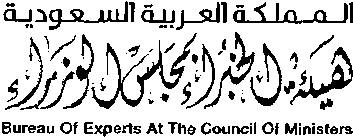 المملكة العربية السعودية
هيئة الخبراء بمجلس الوزراء
Bureau Of Experts At The Council Of Ministers